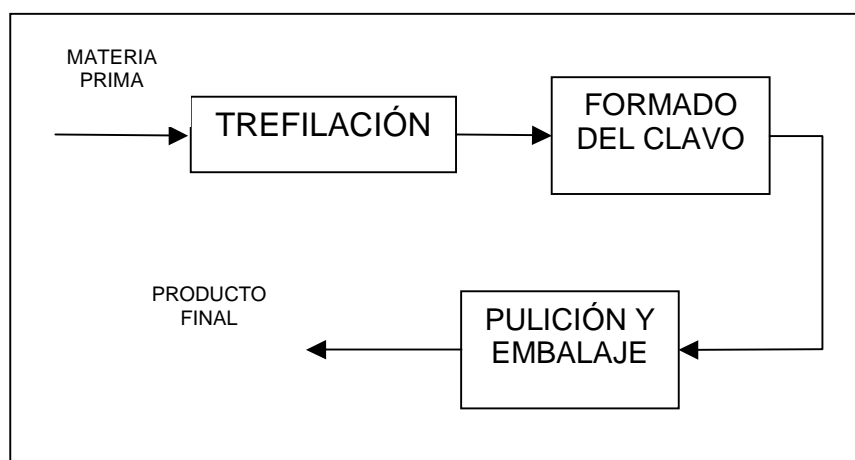 MATERIA
PRIMA
TREFILACIÓN
FORMADO
DEL CLAVO
PULICIÓN Y
EMBALAJE
PRODUCTO
FINAL